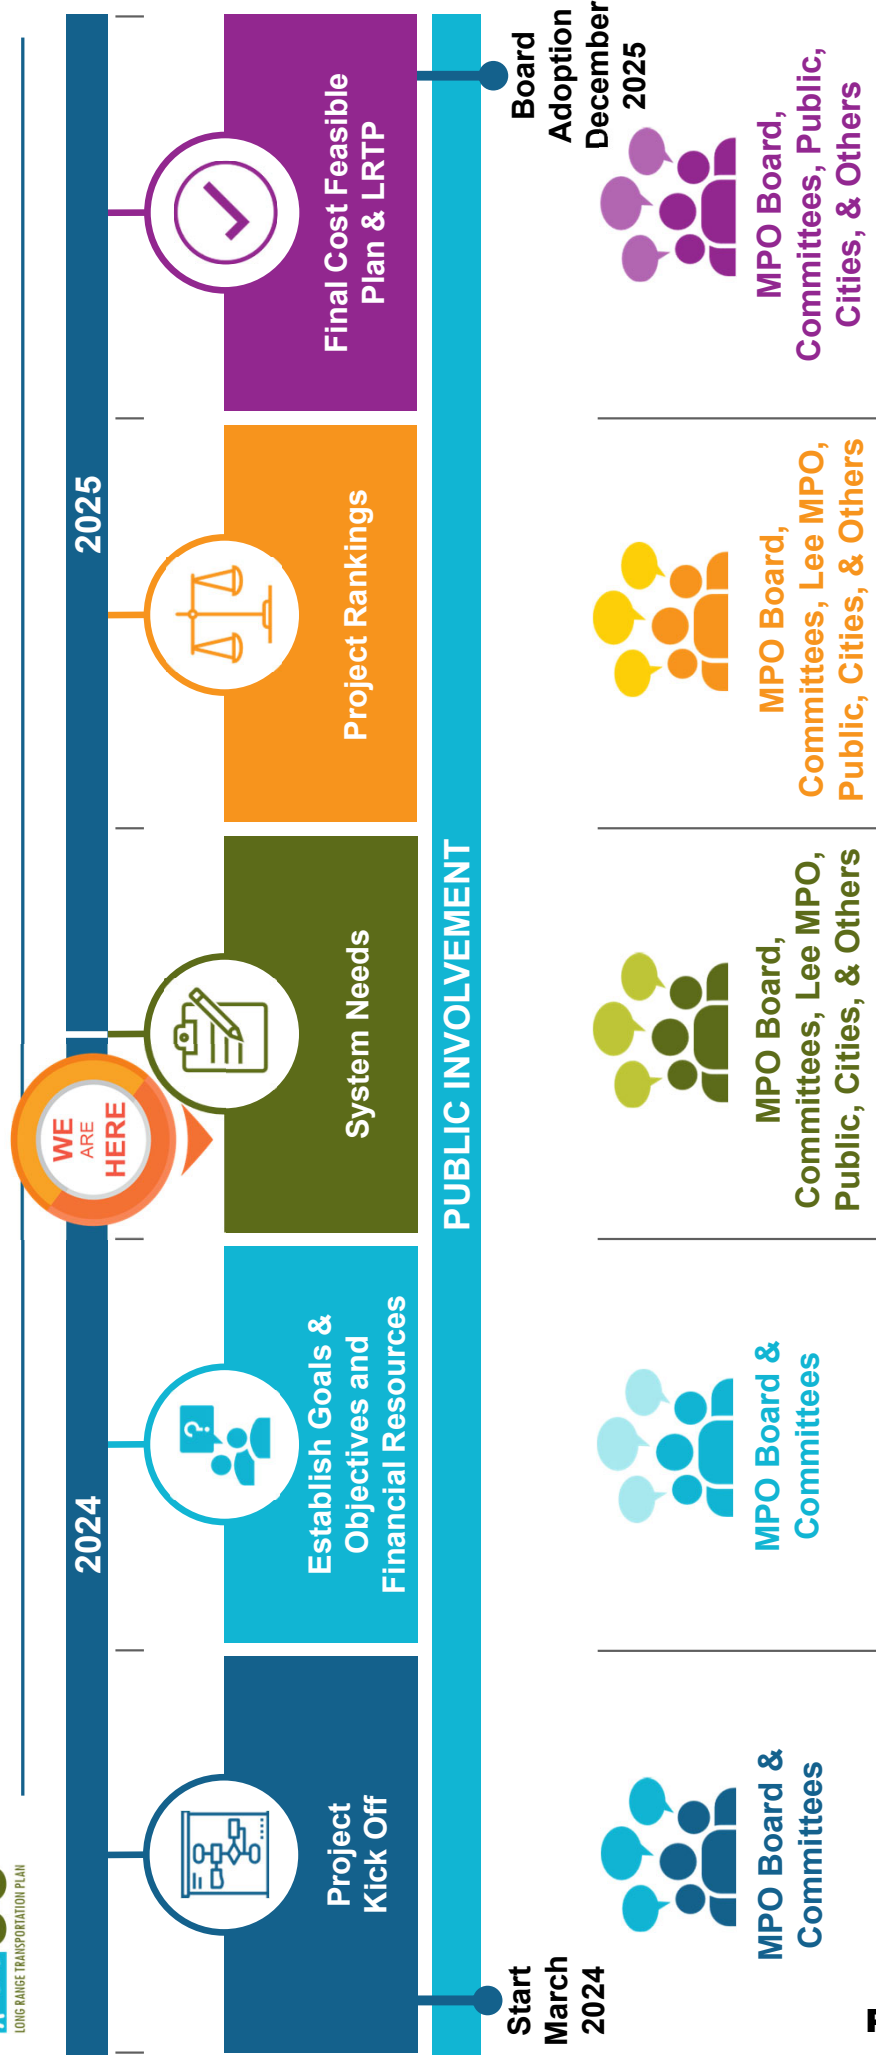 LONG RANGE TRANSPORTATION PLAN
2024
2025
WE
ARE
HERE
Project
Kick Off
Establish Goals &
Objectives and
Financial Resources
System Needs
Project Rankings
Final Cost Feasible
Plan & LRTP
PUBLIC INVOLVEMENT
Start
March
2024
Board
Adoption
December
2025
MPO Board &
Committees
MPO Board &
Committees
MPO Board,
Committees, Lee MPO,
Public, Cities, & Others
MPO Board,
Committees, Lee MPO,
Public, Cities, & Others
MPO Board,
Committees, Public,
Cities, & Others